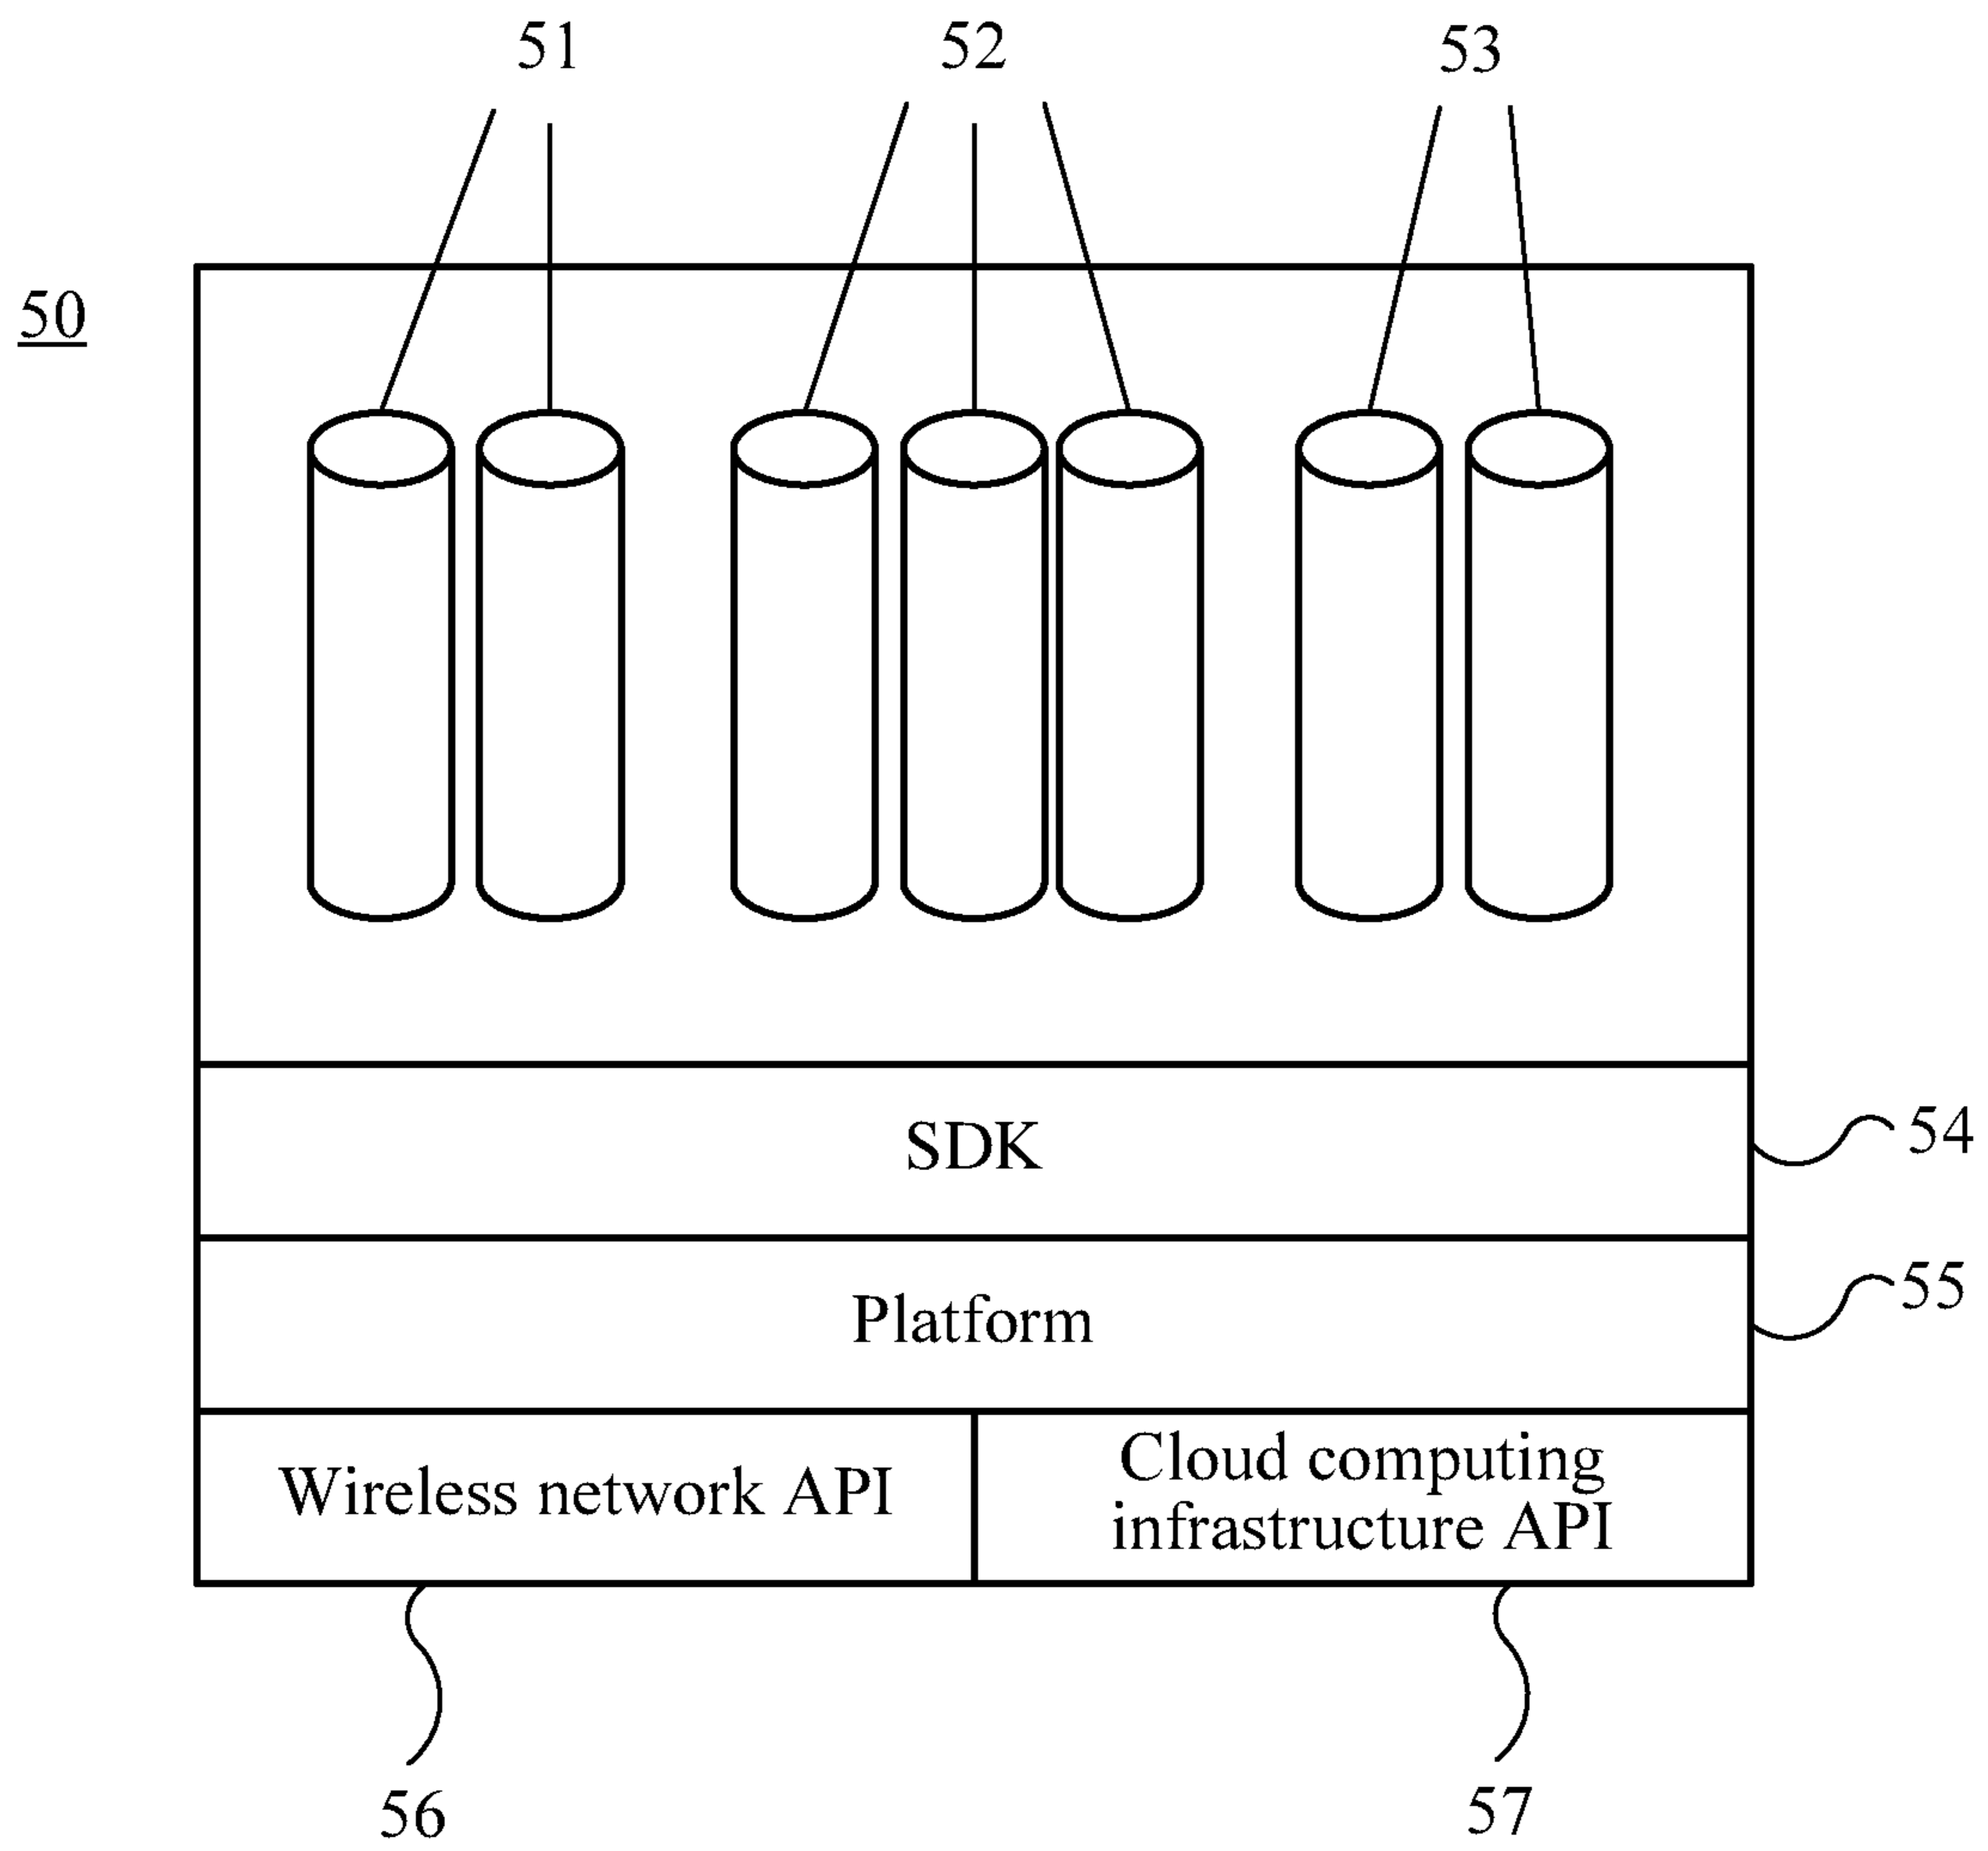 51
52
53
50
SDK
54
Platform
55
Wireless network API
Cloud computing
infrastructure API
56
57